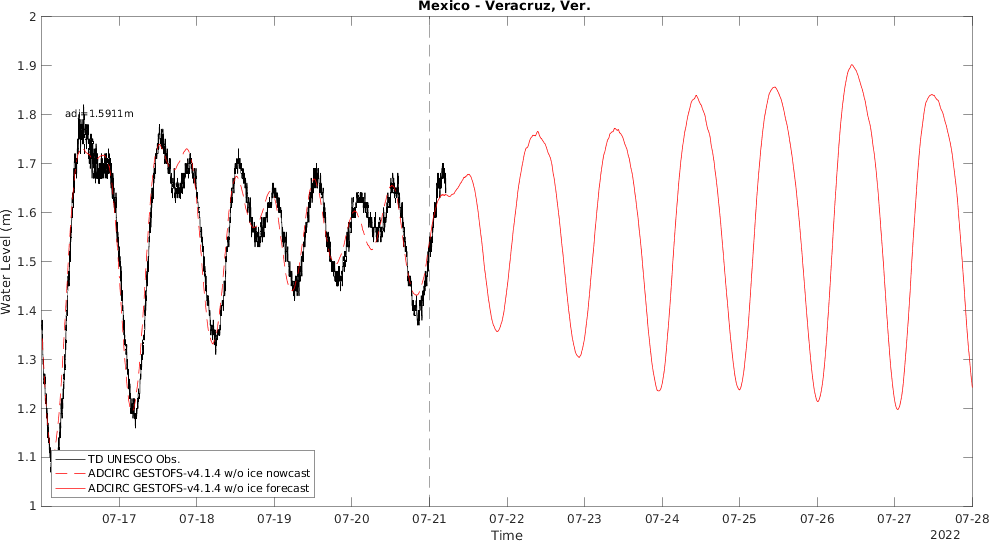 Mexico - Veracruz, Ver.
2
1.9
1.8
1.7
1.6
1.5
1.4
1.3
1.2
1.1
1
Water Level (m)
adj=1.5911m
TD UNESCO Obs.
ADCIRC GESTOFS-v4.1.4 w/o ice nowcast
ADCIRC GESTOFS-v4.1.4 w/o ice forecast
07-17 07-18 07-19 07-20 07-21 07-22 07-23 07-24 07-25 07-26 07-27 07-28
Time
2022